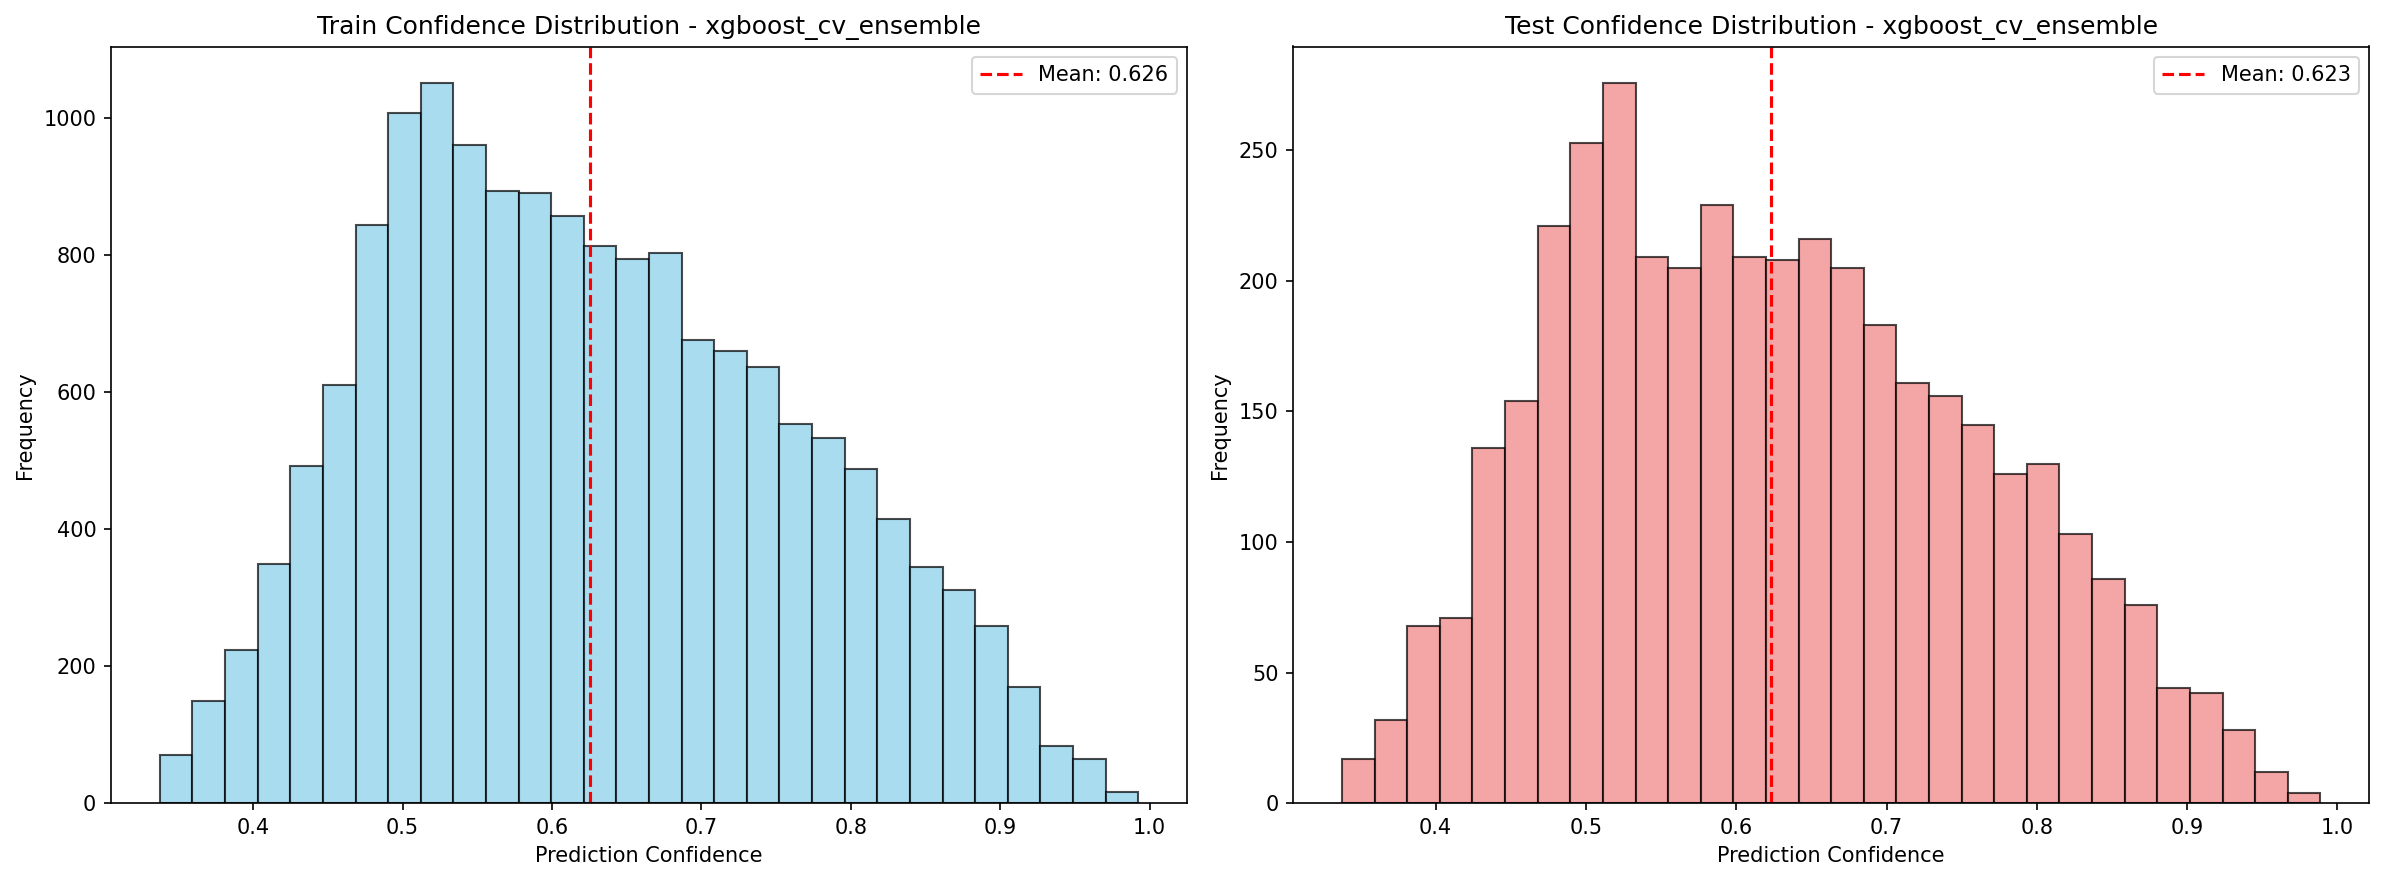 Train Confidence Distribution - xgboost_cv_ensemble
Mean: 0.626
Frequency
1000
800
600
400
200
0
0.4 0.5 0.6 0.7 0.8 0.9 1.0
Prediction Confidence
Test Confidence Distribution - xgboost_cv_ensemble
Mean: 0.623
Frequency
250
200
150
100
50
0
0.4 0.5 0.6 0.7 0.8 0.9 1.0
Prediction Confidence